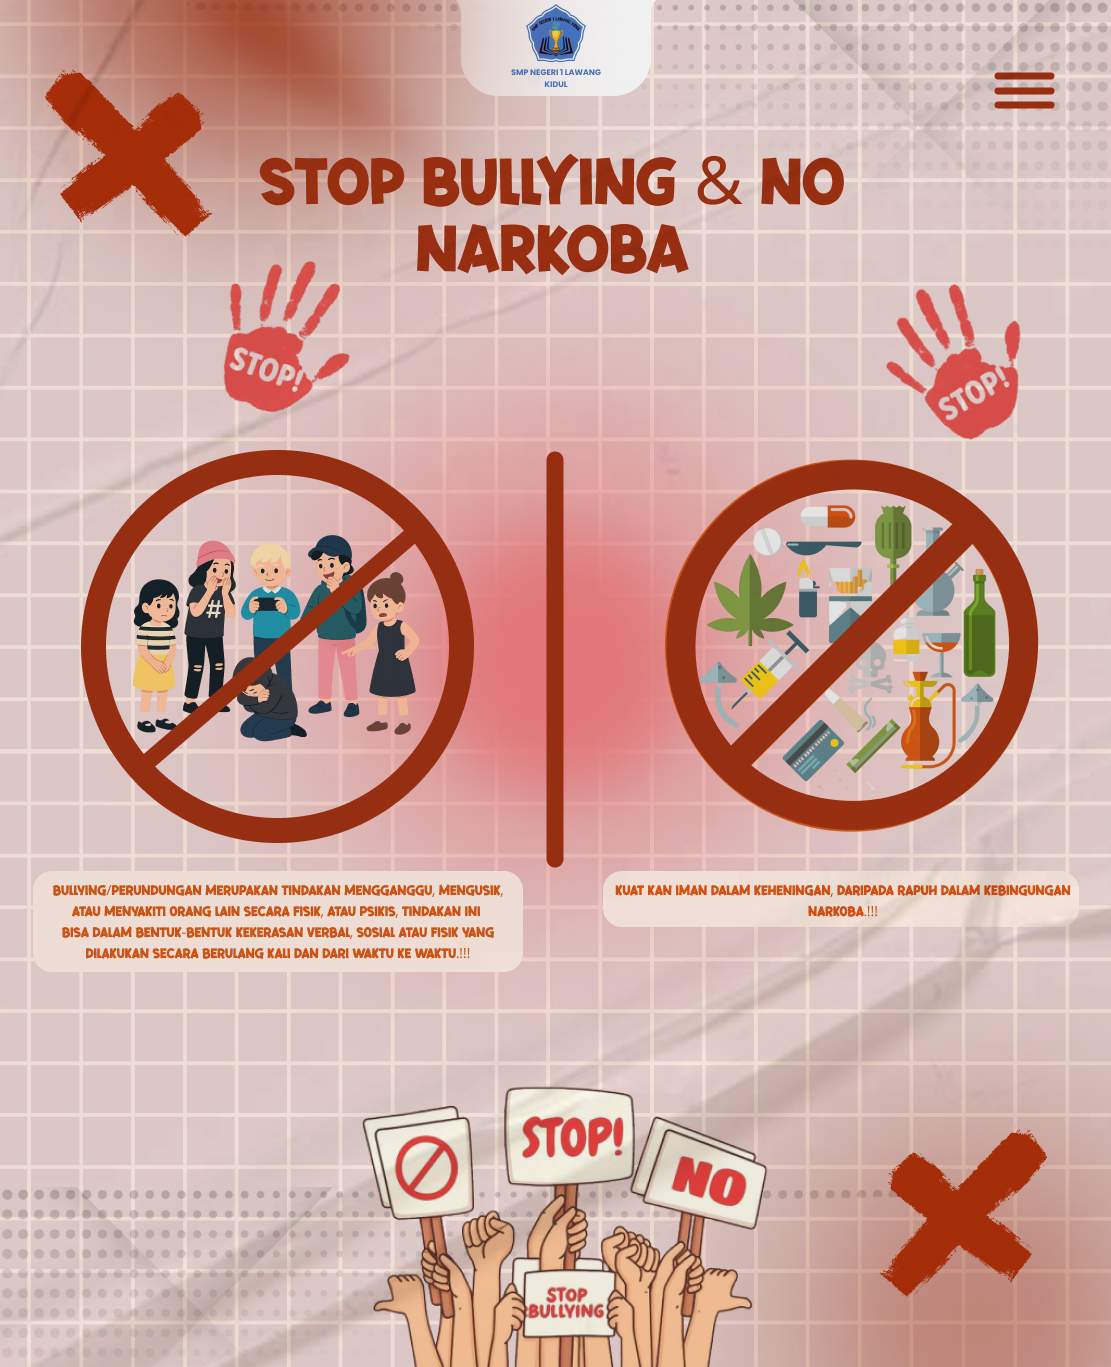 SMP NEGERI 1 LAWANG
KIDUL
STOP BULLYING & NO
NARKOBA
STOP!
STOP!
#
BULLYING/PERUNDUNGAN MERUPAKAN TINDAKAN MENGGANGGU, MENGUSIK,
ATAU MENYAKITI ORANG LAIN SECARA FISIK, ATAU PSIKIS, TINDAKAN INI
BISA DALAM BENTUK-BENTUK KEKERASAN VERBAL, SOSIAL ATAU FISIK YANG
DILAKUKAN SECARA BERULANG KALI DAN DARI WAKTU KE WAKTU.!!!
KUAT KAN IMAN DALAM KEHENINGAN, DARIPADA RAPUH DALAM KEBINGUNGAN
NARKOBA.!!!
STOP!
NO
STOP
BULLYING